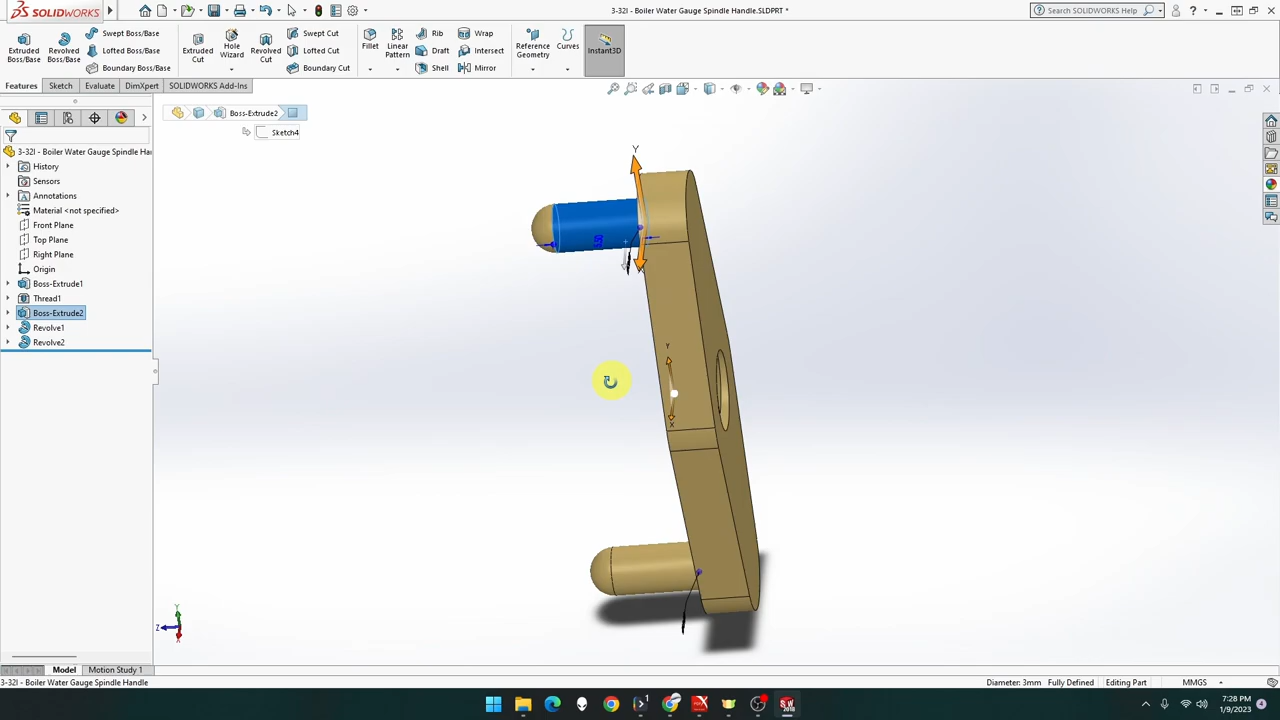 SOLIDWORKS
3-32I - Boiler Water Gauge Spindle Handle.SLDPRT *
Search SOLIDWORKS Help
Extruded Boss/Base
Revolved Boss/Base
Swept Boss/Base
Lofted Boss/Base
Boundary Boss/Base
Extruded Cut
Hole Wizard
Revolved Cut
Swept Cut
Lofted Cut
Boundary Cut
Fillet
Linear Pattern
Rib
Draft
Shell
Wrap
Intersect
Mirror
Reference Geometry
Curves
Instant3D
Features
Sketch
Evaluate
DimXpert
SOLIDWORKS Add-Ins
Boss-Extrude2
Sketch4
3-32I - Boiler Water Gauge Spindle Ha
History
Sensors
Annotations
Material <not specified>
Front Plane
Top Plane
Right Plane
Origin
Boss-Extrude1
Thread1
Boss-Extrude2
Revolve1
Revolve2
Y
Y
X
Y
Z
X
Model
Motion Study 1
3-32I - Boiler Water Gauge Spindle Handle
Diameter: 3mm
Fully Defined
Editing Part
MMGS
7:28 PM
1/9/2023